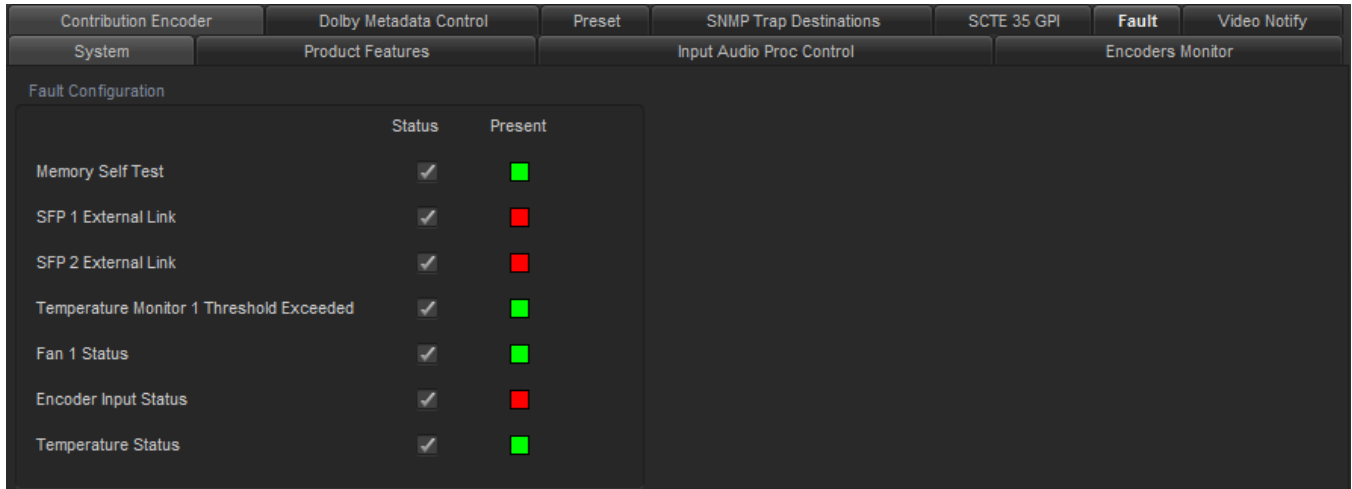 Contribution Encoder Dolby Metadata Control Preset SNMP Trap Destinations SCTE 35 GPI Fault Video Notify
System Product Features Input Audio Proc Control Encoders Monitor
Fault Configuration
Status Present
Memory Self Test
SFP 1 External Link
SFP 2 External Link
Temperature Monitor 1 Threshold Exceeded
Fan 1 Status
Encoder Input Status
Temperature Status